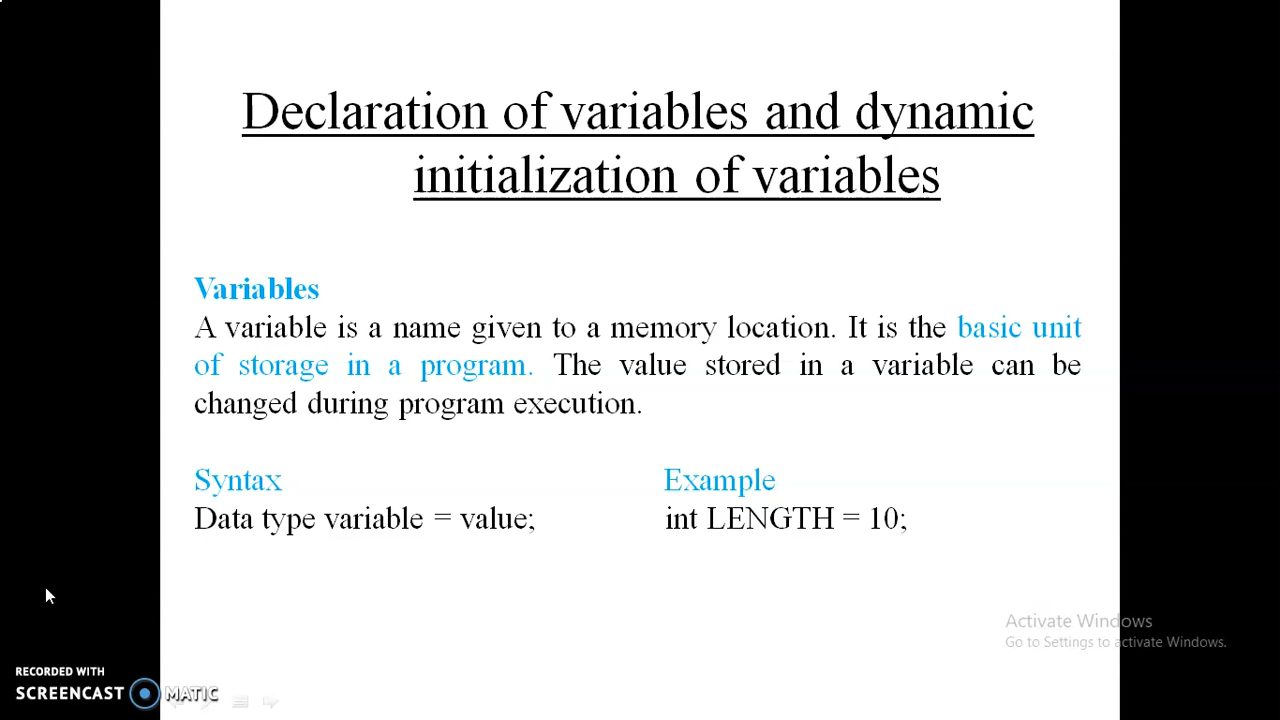 Declaration of variables and dynamic
initialization of variables
Variables
A variable is a name given to a memory location. It is the basic unit
of storage in a program. The value stored in a variable can be
changed during program execution.
Syntax Example
Data type variable = value; int LENGTH = 10;
Activate Windows
Go to Settings to activate Windows.
RECORDED WITH
SCREENCAST MATIC